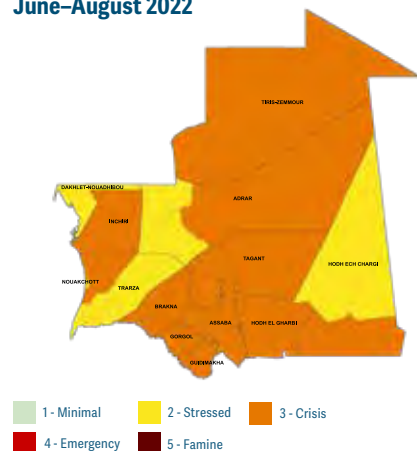 June–August 2022
TIRIS-ZEMMOUR
DAKHLET-NOUADHIBOU
ADRAR
INCHIRI
TAGANT
HODH ECH CHARGI
NOUAKCHOTT
TRARZA
BRAKNA
ASSABA
HODH EL GHARBI
GORGOL
GUIDIMAKHA
1 - Minimal
2 - Stressed
3 - Crisis
4 - Emergency
5 - Famine